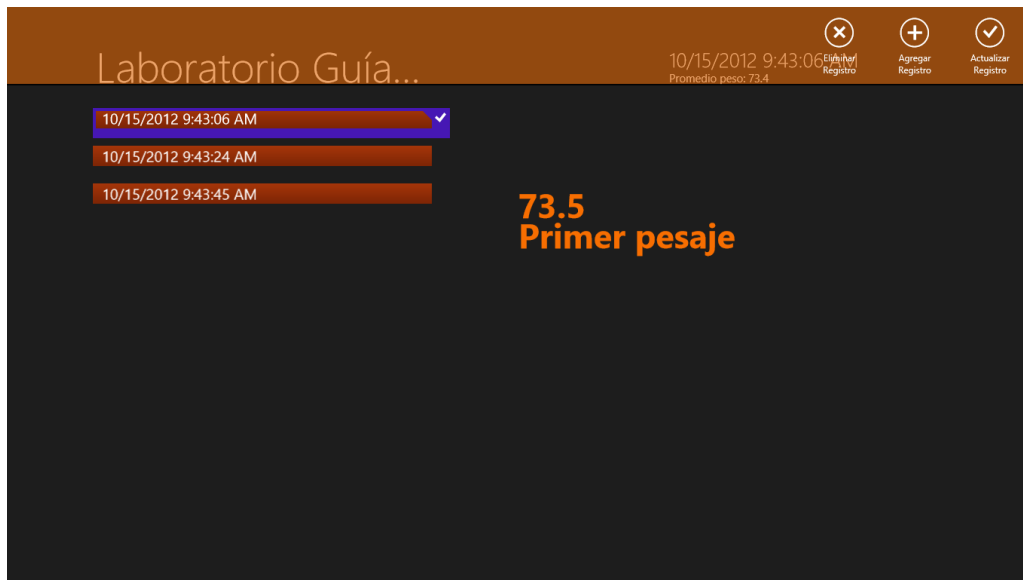 Laboratorio Guía...
10/15/2012 9:43:06 AM
Promedio peso: 73.4
Eliminar
Registro
Agregar
Registro
Actualizar
Registro
10/15/2012 9:43:06 AM
10/15/2012 9:43:24 AM
10/15/2012 9:43:45 AM
73.5
Primer pesaje